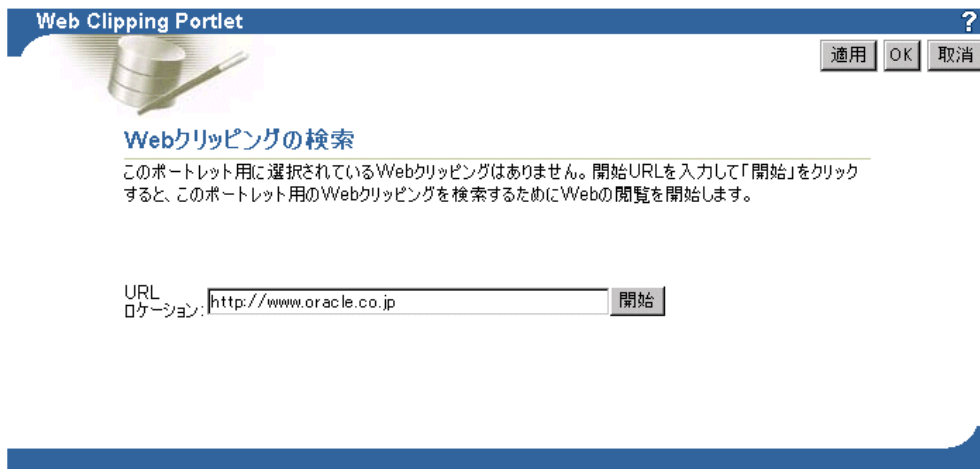 Web Clipping Portlet ?
適用 OK 取消
Webクリッピングの検索
このポートレット用に選択されているWebクリッピングはありません。開始URLを入力して「開始」をクリック
すると、このポートレット用のWebクリッピングを検索するためにWebの閲覧を開始します。
URL
ロケーション: http://www.oracle.co.jp 開始